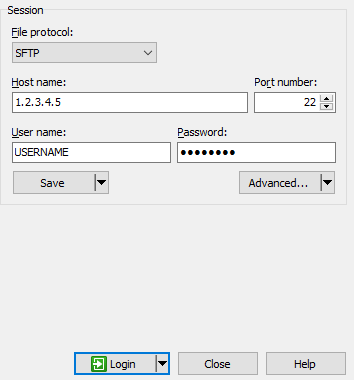 Session
File protocol:
SFTP
Host name:
Port number:
1.2.3.4.5
22
User name:
Password:
USERNAME
●●●●●●●●
Save
Advanced...
Login
Close
Help